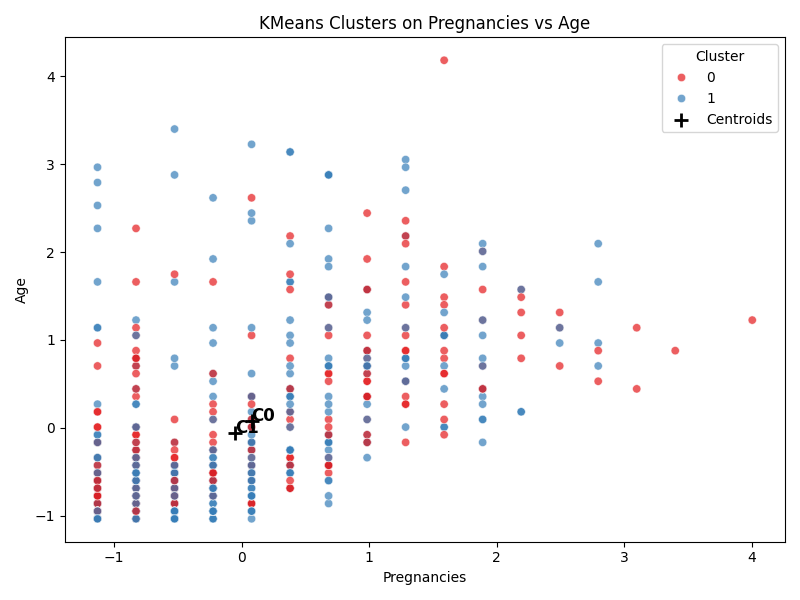 KMeans Clusters on Pregnancies vs Age
Cluster
0
1
Centroids
Age
4
3
2
1
0
−1
C0
C1
−1
0
1
2
3
4
Pregnancies